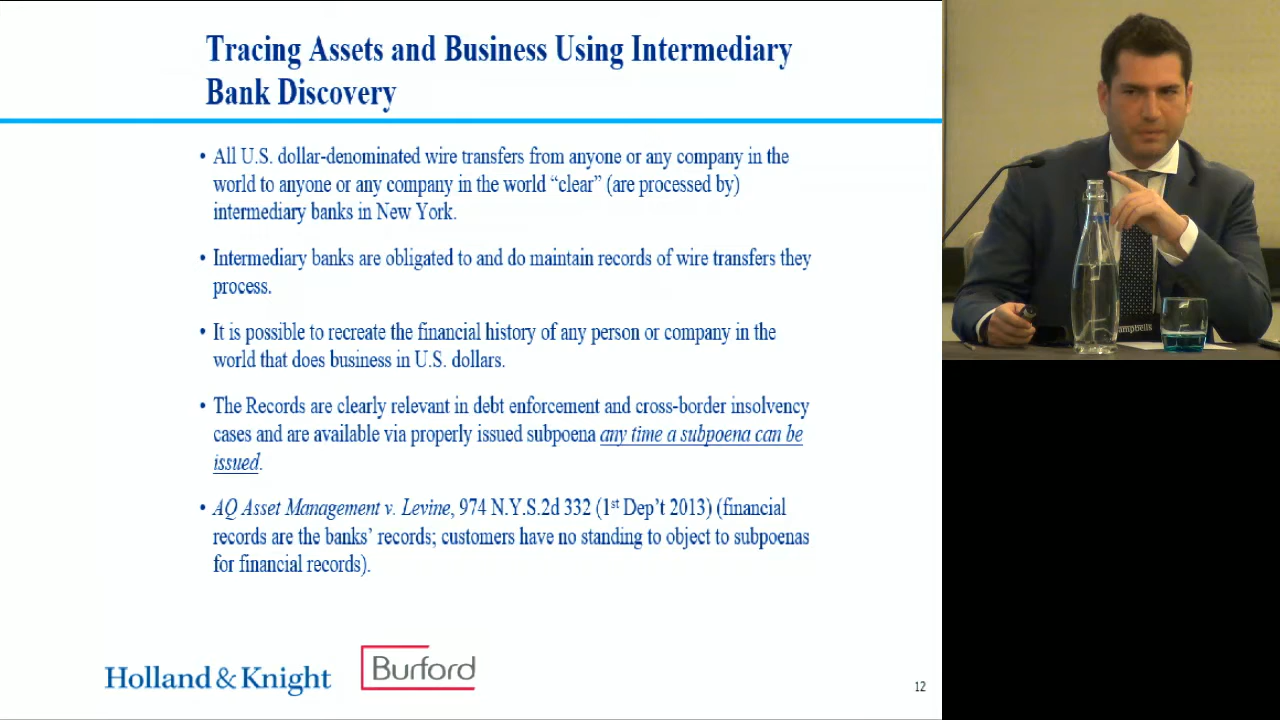 Tracing Assets and Business Using Intermediary
Bank Discovery
• All U.S. dollar-denominated wire transfers from anyone or any company in the
world to anyone or any company in the world “clear” (are processed by)
intermediary banks in New York.
• Intermediary banks are obligated to and do maintain records of wire transfers they
process.
• It is possible to recreate the financial history of any person or company in the
world that does business in U.S. dollars.
• The Records are clearly relevant in debt enforcement and cross-border insolvency
cases and are available via properly issued subpoena any time a subpoena can be
issued.
• AQ Asset Management v. Levine, 974 N.Y.S.2d 332 (1st Dep’t 2013) (financial
records are the banks’ records; customers have no standing to object to subpoenas
for financial records).
Holland & Knight
Burford
12